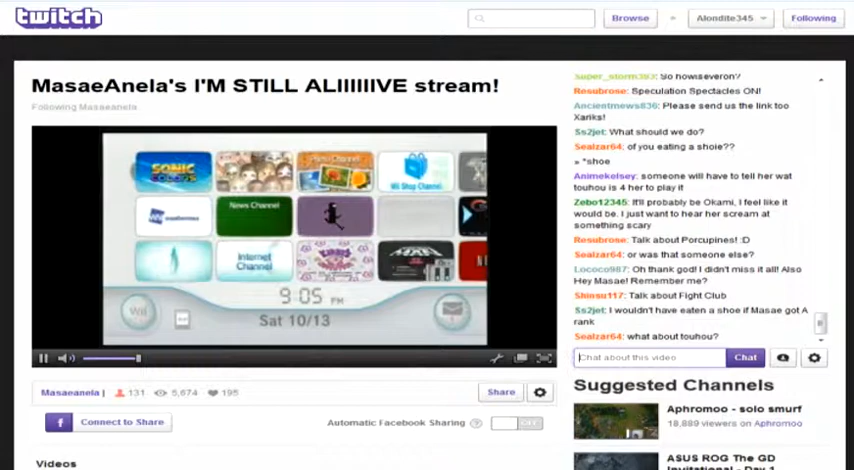 twitch
Browse
Alondite345
Following
MasaeAnela's I'M STILL ALIIIIIIVE stream!
Following Masaeanela
SONIC
COLORS
Photo Channel
Wii Shop Channel
News Channel
Internet
Channel
9:05 PM
Wii
Sat 10/13
Super_storm383: So howiseveron?
Resubrose: Speculation Spectacles ON!
Ancientmews836: Please send us the link too
Xariks!
Ss2jet: What should we do?
Sealzar64: of you eating a shoie??
» *shoe
Animekelsey: someone will have to tell her wat
touhou is 4 her to play it
Zebo12345: It'll probably be Okami, I feel like it
would be. I just want to hear her scream at
something scary
Resubrose: Talk about Porcupines! :D
Sealzar64: or was that someone else?
Lococo987: Oh thank god! I didn't miss it all! Also
Hey Masae! Remember me?
Shinsu117: Talk about Fight Club
Ss2jet: I wouldn't have eaten a shoe if Masae got A
rank
Sealzar64: what about touhou?
Chat about this video
Chat
Masaeanela |
131
5,674
195
Share
f Connect to Share
Automatic Facebook Sharing ?
OFF
Videos
Suggested Channels
Aphromoo - solo smurf
18,889 viewers on Aphromoo
ASUS ROG The GD
Invitational - Day 1